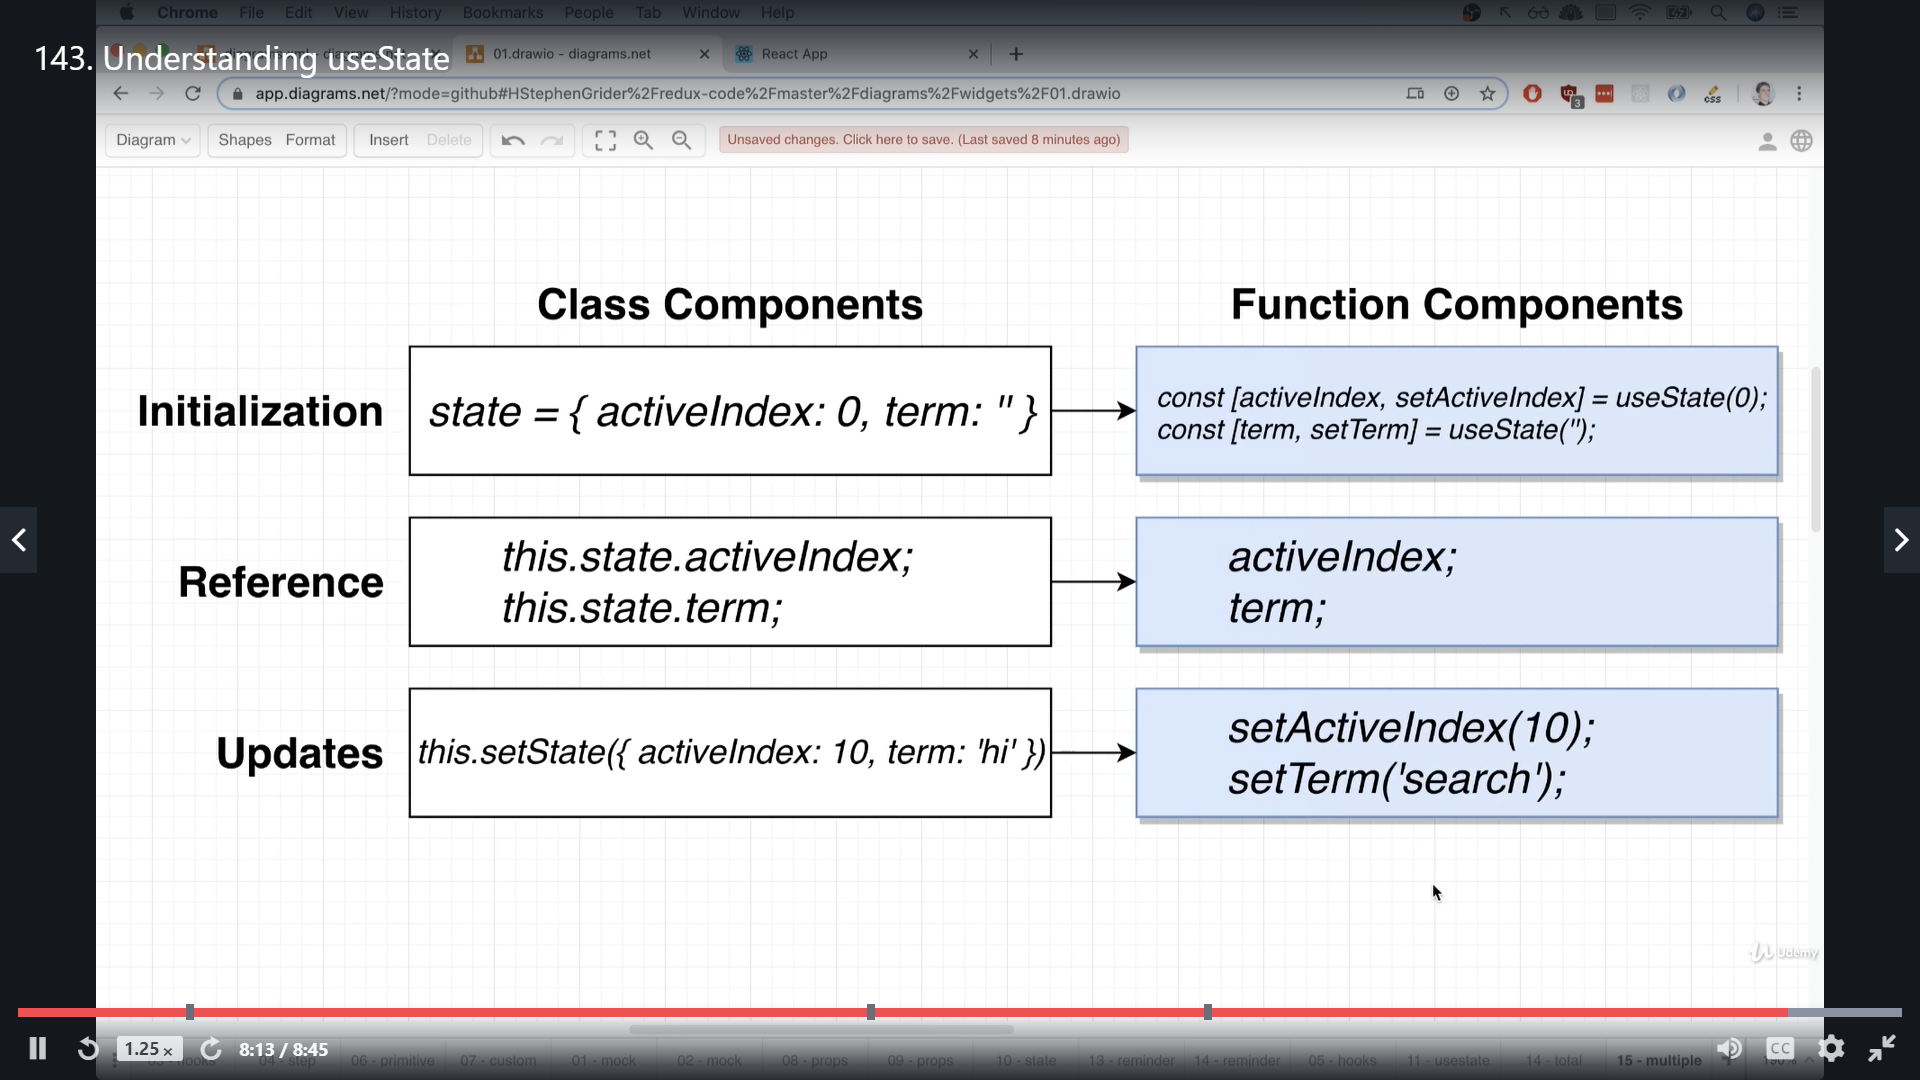 Chrome File Edit View History Bookmarks People Tab Window Help
143. Understanding useState
01.drawio - diagrams.net
React App
app.diagrams.net/?mode=github#HStephenGrider%2Fredux-code%2Fmaster%2Fdiagrams%2Fwidgets%2F01.drawio
3
css
Diagram Shapes Format Insert Delete
Unsaved changes. Click here to save. (Last saved 8 minutes ago)
Class Components
Function Components
Initialization
state = { activeIndex: 0, term: '' }
const [activeIndex, setActiveIndex] = useState(0);
const [term, setTerm] = useState('');
Reference
this.state.activeIndex;
this.state.term;
activeIndex;
term;
Updates
this.setState({ activeIndex: 10, term: 'hi' })
setActiveIndex(10);
setTerm('search');
Udemy
1.25 x
8:13 / 8:45
CC
06 - primitive 07 - custom 01 - mock 02 - mock 08 - props 09 - props 10 - state 13 - reminder 14 - reminder 05 - hooks 11 - usestate 14 - total 15 - multiple